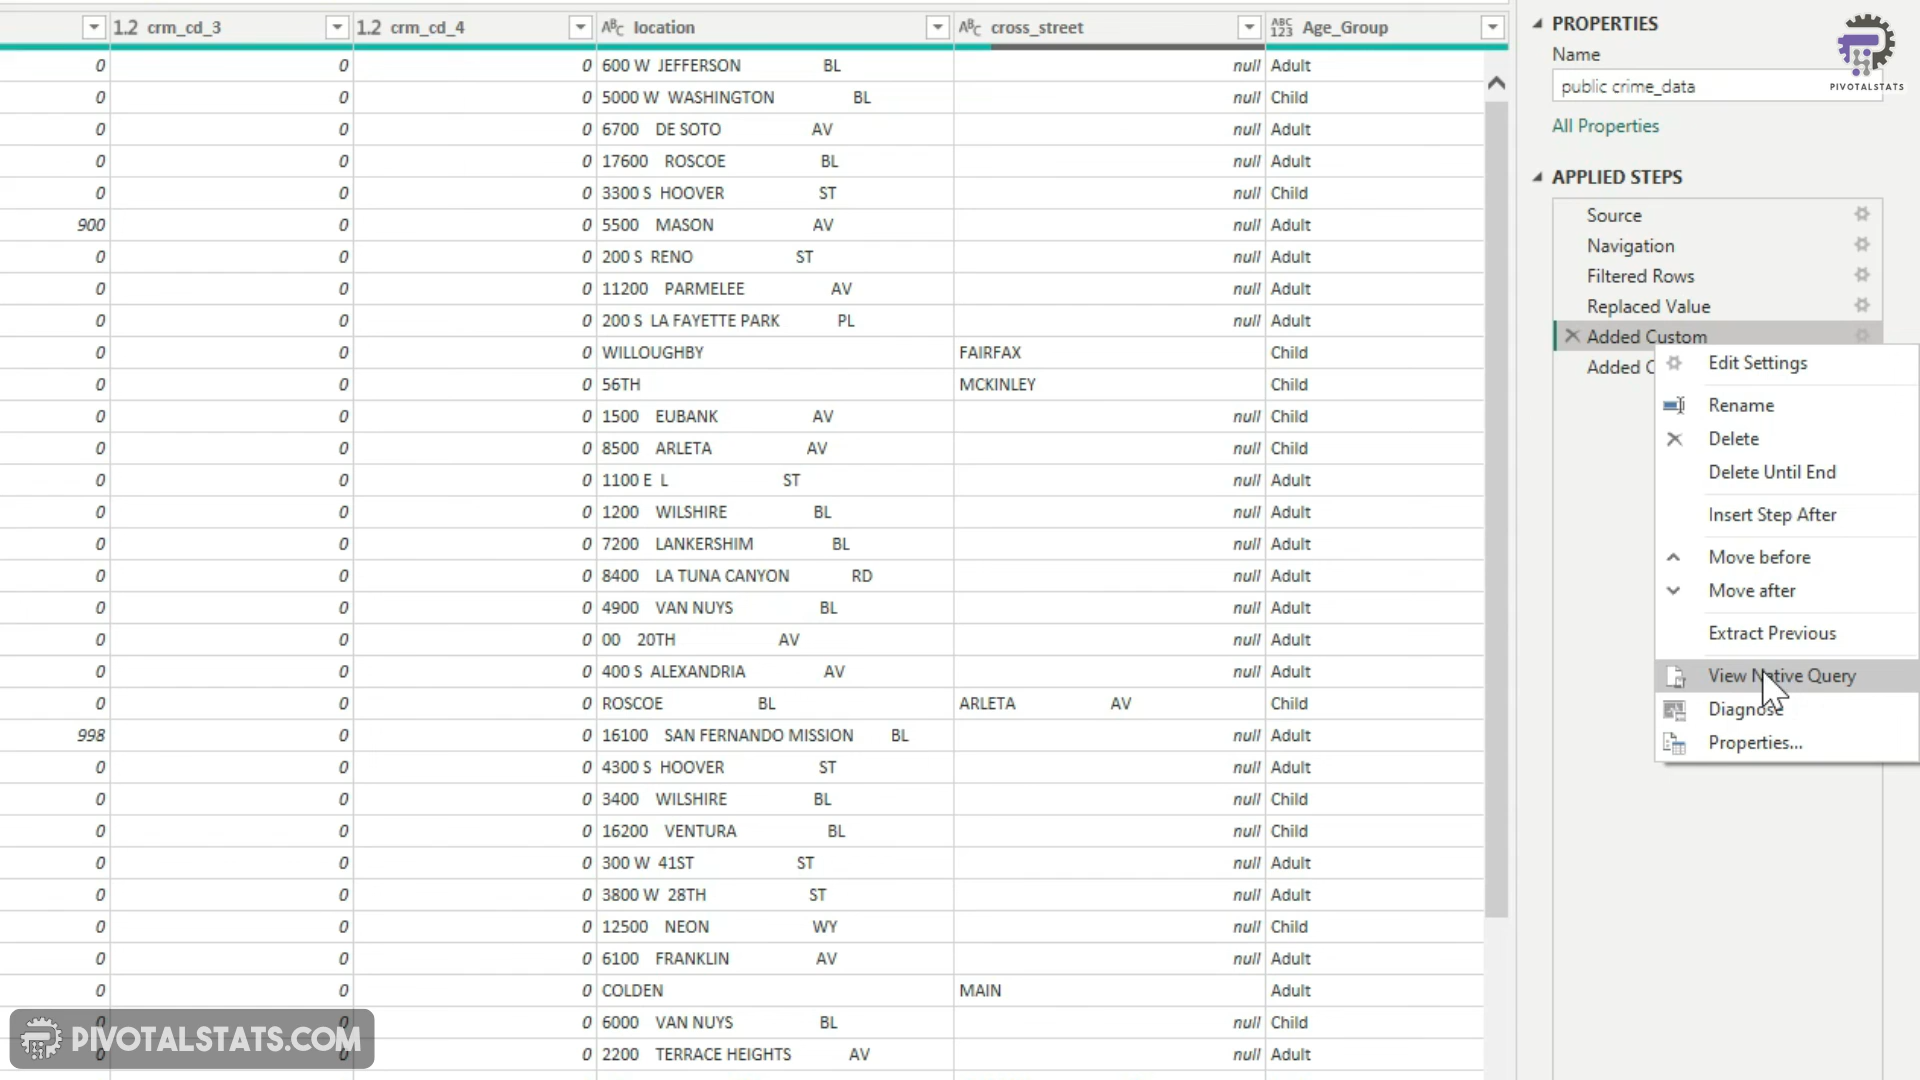 1.2 crm_cd_3 1.2 crm_cd_4 ABC location ABC cross_street ABC 123 Age_Group
0 0 0 600 W JEFFERSON BL null Adult
0 0 0 5000 W WASHINGTON BL null Child
0 0 0 6700 DE SOTO AV null Adult
0 0 0 17600 ROSCOE BL null Adult
0 0 0 3300 S HOOVER ST null Child
900 0 0 5500 MASON AV null Adult
0 0 0 200 S RENO ST null Adult
0 0 0 11200 PARMELEE AV null Adult
0 0 0 200 S LA FAYETTE PARK PL null Adult
0 0 0 WILLOUGHBY FAIRFAX Child
0 0 0 56TH MCKINLEY Child
0 0 0 1500 EUBANK AV null Child
0 0 0 8500 ARLETA AV null Child
0 0 0 1100 E L ST null Adult
0 0 0 1200 WILSHIRE BL null Adult
0 0 0 7200 LANKERSHIM BL null Adult
0 0 0 8400 LA TUNA CANYON RD null Adult
0 0 0 4900 VAN NUYS BL null Adult
0 0 0 00 20TH AV null Adult
0 0 0 400 S ALEXANDRIA AV null Adult
0 0 0 ROSCOE BL ARLETA AV Child
998 0 0 16100 SAN FERNANDO MISSION BL null Adult
0 0 0 4300 S HOOVER ST null Adult
0 0 0 3400 WILSHIRE BL null Child
0 0 0 16200 VENTURA BL null Child
0 0 0 300 W 41ST ST null Adult
0 0 0 3800 W 28TH ST null Adult
0 0 0 12500 NEON WY null Child
0 0 0 6100 FRANKLIN AV null Adult
0 0 0 COLDEN MAIN Adult
0 0 0 6000 VAN NUYS BL null Child
0 0 0 2200 TERRACE HEIGHTS AV null Adult
PROPERTIES
Name
public crime_data
All Properties
APPLIED STEPS
Source
Navigation
Filtered Rows
Replaced Value
Added Custom
Added C
Edit Settings
Rename
Delete
Delete Until End
Insert Step After
Move before
Move after
Extract Previous
View Native Query
Diagnose
Properties...
PIVOTALSTATS
PIVOTALSTATS.COM